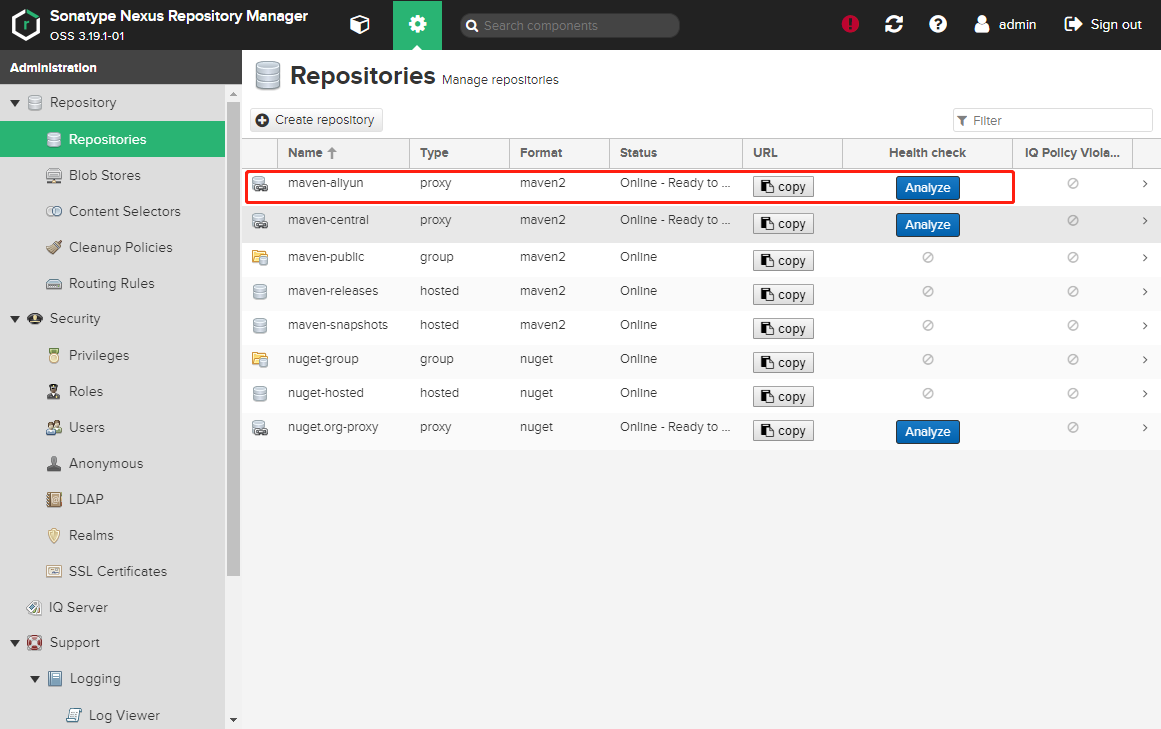 Sonatype Nexus Repository Manager
OSS 3.19.1-01
Search components
admin
Sign out
Administration
Repository
Repositories
Blob Stores
Content Selectors
Cleanup Policies
Routing Rules
Security
Privileges
Roles
Users
Anonymous
LDAP
Realms
SSL Certificates
IQ Server
Support
Logging
Log Viewer
Repositories Manage repositories
Create repository
Filter
Name Type Format Status URL Health check IQ Policy Viola...
maven-aliyun proxy maven2 Online - Ready to ... copy Analyze
maven-central proxy maven2 Online - Ready to ... copy Analyze
maven-public group maven2 Online copy
maven-releases hosted maven2 Online copy
maven-snapshots hosted maven2 Online copy
nuget-group group nuget Online copy
nuget-hosted hosted nuget Online copy
nuget.org-proxy proxy nuget Online - Ready to ... copy Analyze